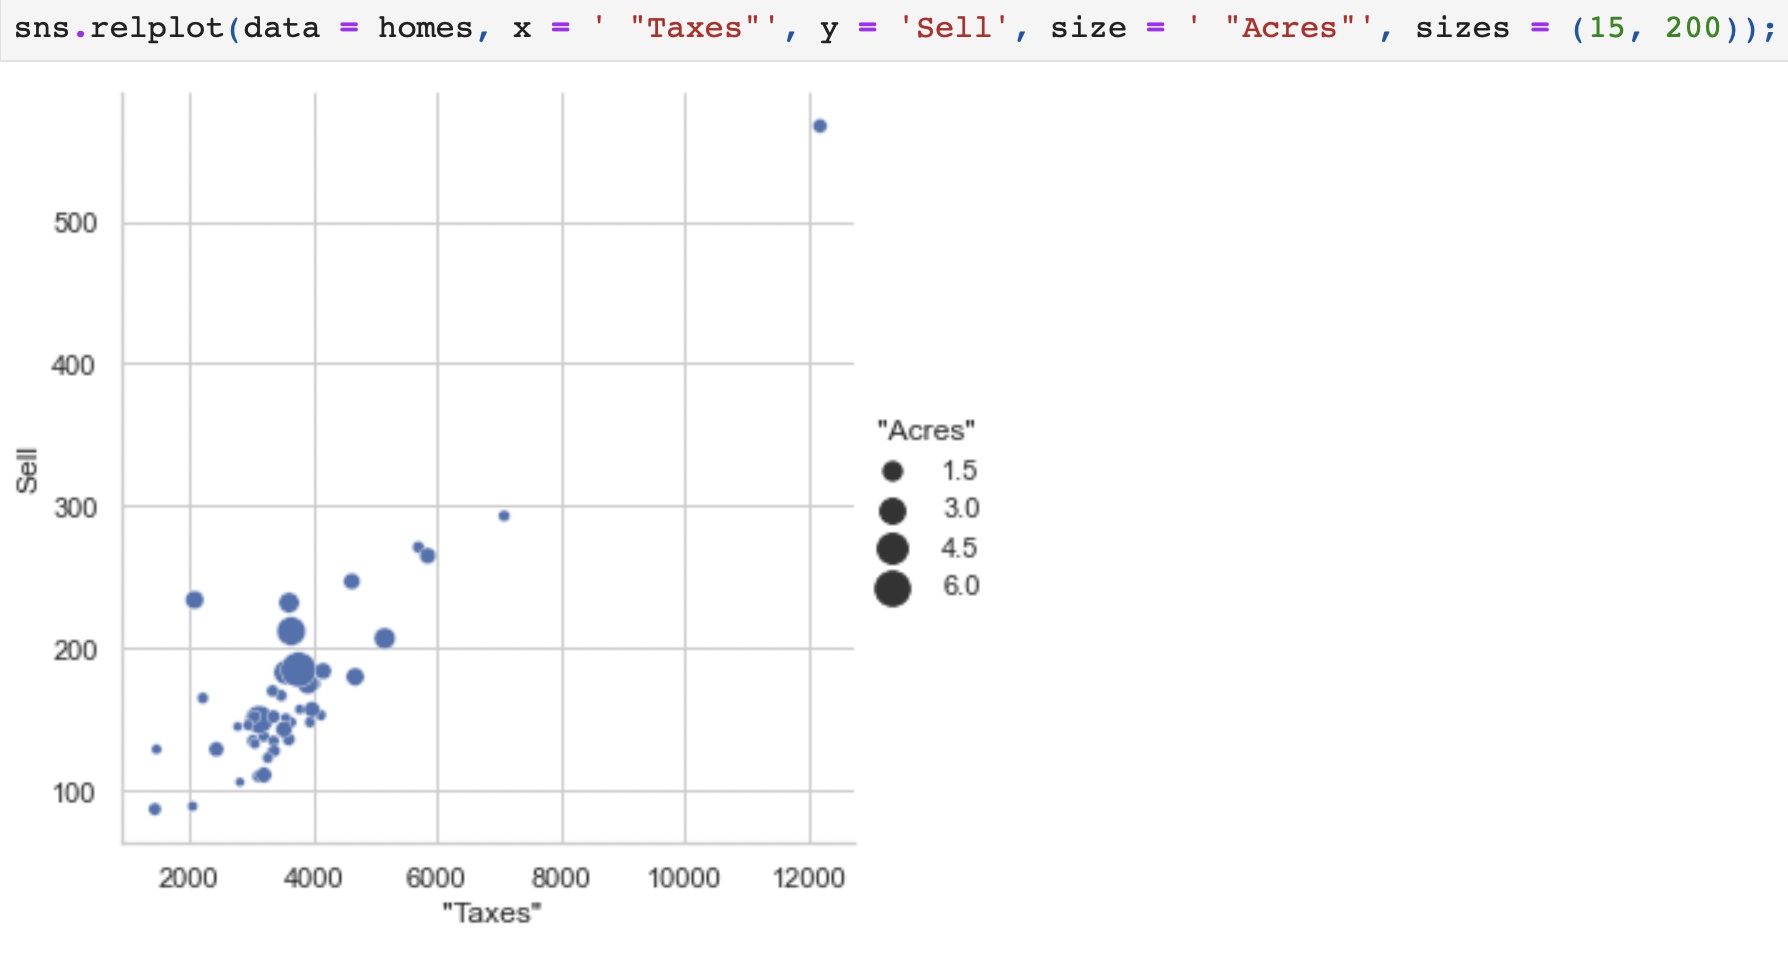 sns.relplot(data = homes, x = ' "Taxes"', y = 'Sell', size = ' "Acres"', sizes = (15, 200));
500
400
300
200
100
Sell
2000 4000 6000 8000 10000 12000
"Taxes"
"Acres"
1.5
3.0
4.5
6.0